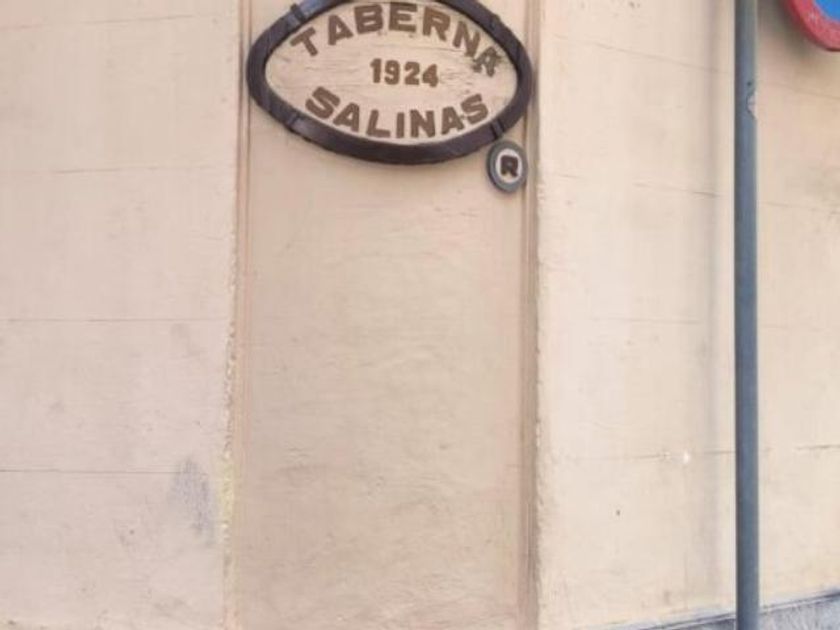 TABERNA
1924
SALINAS
R